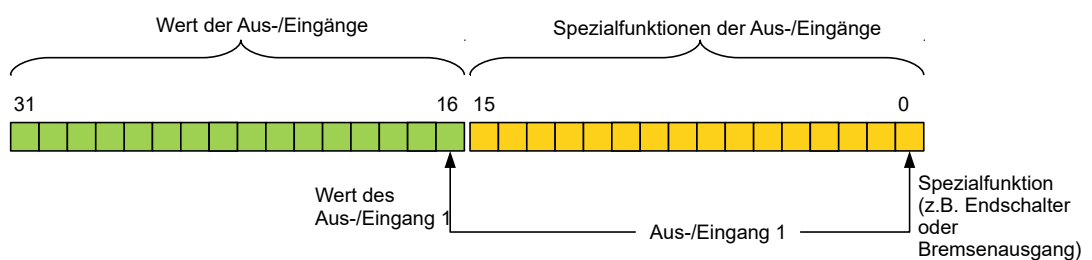 Wert der Aus-/Eingänge Spezialfunktionen der Aus-/Eingänge
31 16 15 0
Wert des
Aus-/Eingang 1
Aus-/Eingang 1
Spezialfunktion
(z.B. Endschalter
oder
Bremsenausgang)